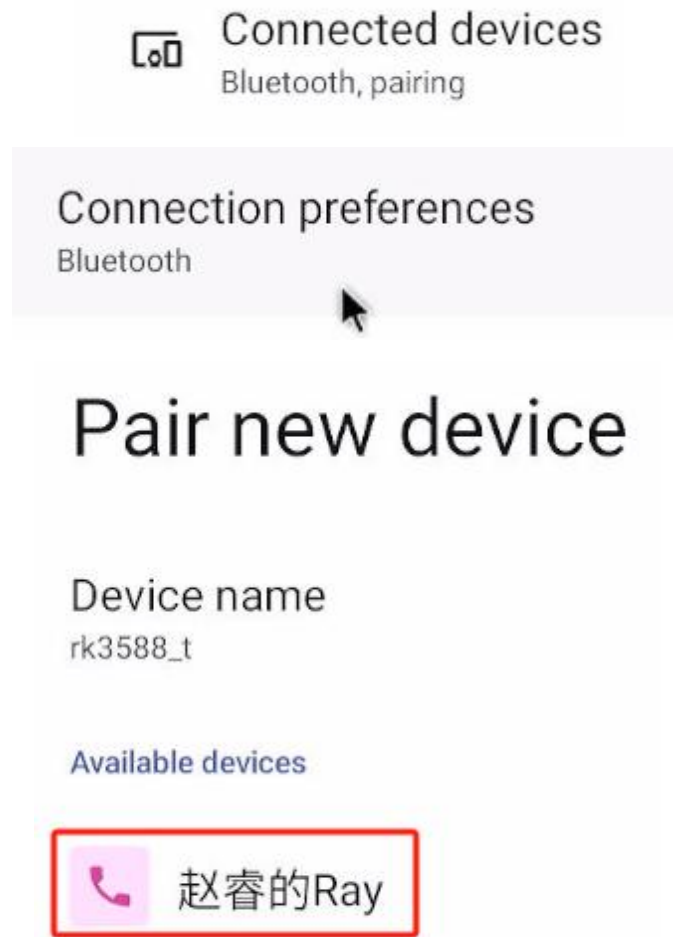 Connected devices
Bluetooth, pairing
Connection preferences
Bluetooth
Pair new device
Device name
rk3588_t
Available devices
赵睿的Ray